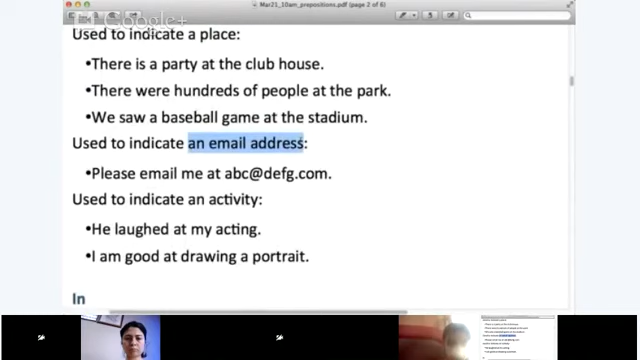 Mar21_10am_prepositions.pdf (page 2 of 6)
Google+
Used to indicate a place:
•There is a party at the club house.
•There were hundreds of people at the park.
•We saw a baseball game at the stadium.
Used to indicate an email address:
•Please email me at abc@defg.com.
Used to indicate an activity:
•He laughed at my acting.
•I am good at drawing a portrait.
In